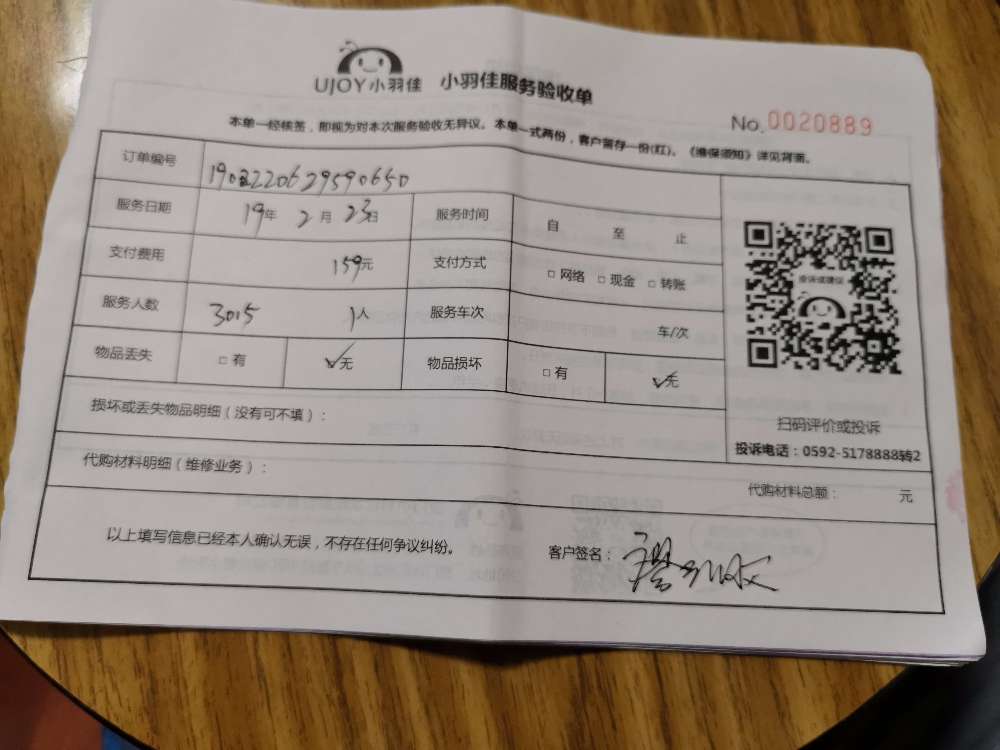 UJOY小羽佳 小羽佳服务验收单
No. 0020889
本单一经核签，即视为对本次服务验收无异议。本单一式两份，客户留存一份(红)。《维保须知》详见背面。
订单编号
服务日期 19年 2月 23日 服务时间 自 至 止
支付费用 159元 支付方式 □ 网络 □ 现金 □ 转账
服务人数 3015 1人 服务车次 车/次
物品丢失 □ 有 ✓无 物品损坏 □ 有 ✓无
投诉或建议
扫码评价或投诉
投诉电话：0592-5178888转2
损坏或丢失物品明细（没有可不填）：
代购材料明细（维修业务）： 代购材料总额： 元
以上填写信息已经本人确认无误，不存在任何争议纠纷。 客户签名：